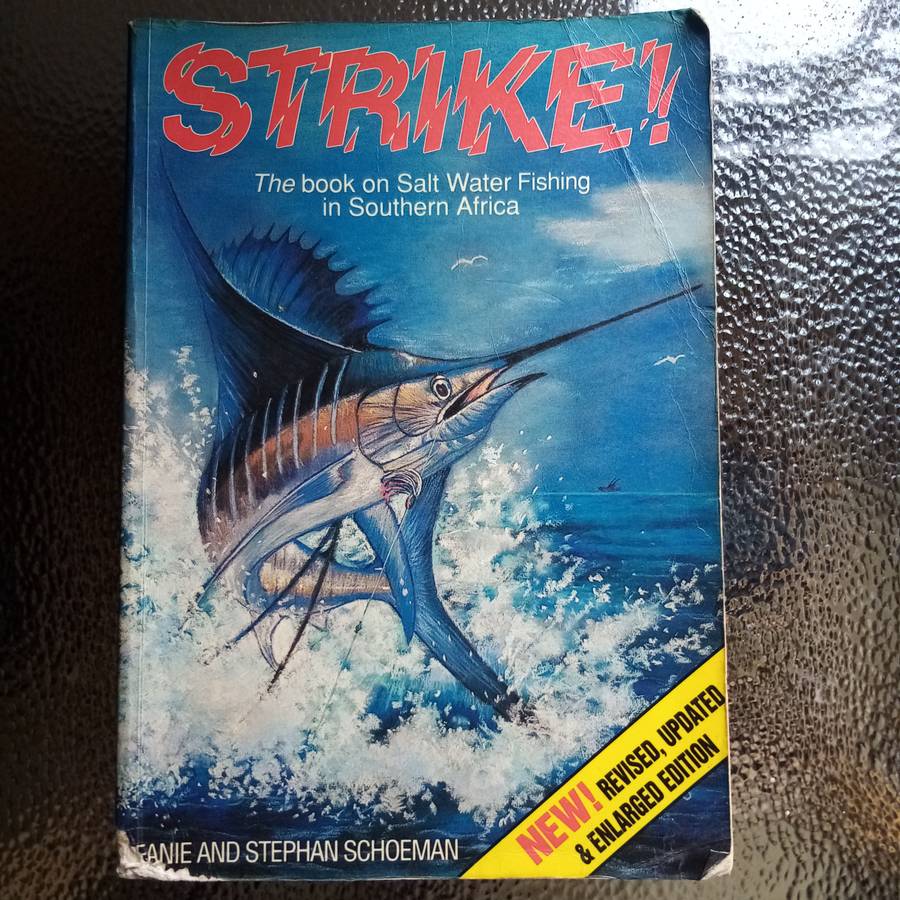 STRIKE!
The book on Salt Water Fishing
in Southern Africa
NEW! REVISED, UPDATED
& ENLARGED EDITION
AND STEPHAN SCHOEMAN